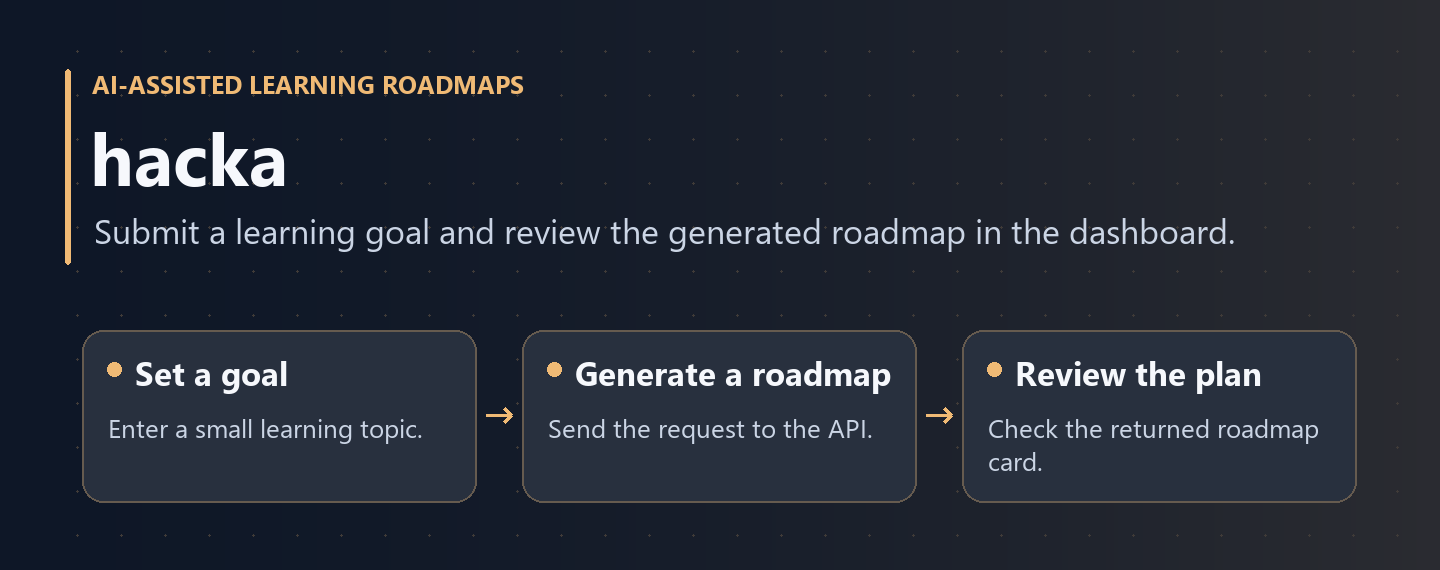 AI-ASSISTED LEARNING ROADMAPS
hacka
Submit a learning goal and review the generated roadmap in the dashboard.
Set a goal
Enter a small learning topic.
→
Generate a roadmap
Send the request to the API.
→
Review the plan
Check the returned roadmap
card.